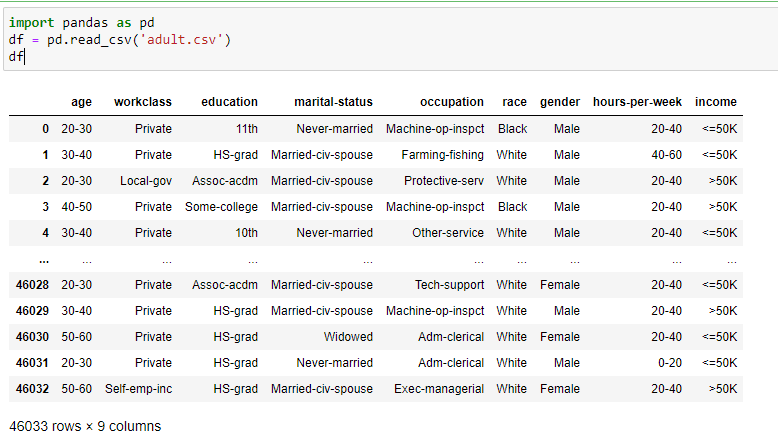 import pandas as pd
df = pd.read_csv('adult.csv')
df
age workclass education marital-status occupation race gender hours-per-week income
0 20-30 Private 11th Never-married Machine-op-inspct Black Male 20-40 <=50K
1 30-40 Private HS-grad Married-civ-spouse Farming-fishing White Male 40-60 <=50K
2 20-30 Local-gov Assoc-acdm Married-civ-spouse Protective-serv White Male 20-40 >50K
3 40-50 Private Some-college Married-civ-spouse Machine-op-inspct Black Male 20-40 >50K
4 30-40 Private 10th Never-married Other-service White Male 20-40 <=50K
... ... ... ... ... ... ... ... ... ...
46028 20-30 Private Assoc-acdm Married-civ-spouse Tech-support White Female 20-40 <=50K
46029 30-40 Private HS-grad Married-civ-spouse Machine-op-inspct White Male 20-40 >50K
46030 50-60 Private HS-grad Widowed Adm-clerical White Female 20-40 <=50K
46031 20-30 Private HS-grad Never-married Adm-clerical White Male 0-20 <=50K
46032 50-60 Self-emp-inc HS-grad Married-civ-spouse Exec-managerial White Female 20-40 >50K
46033 rows × 9 columns